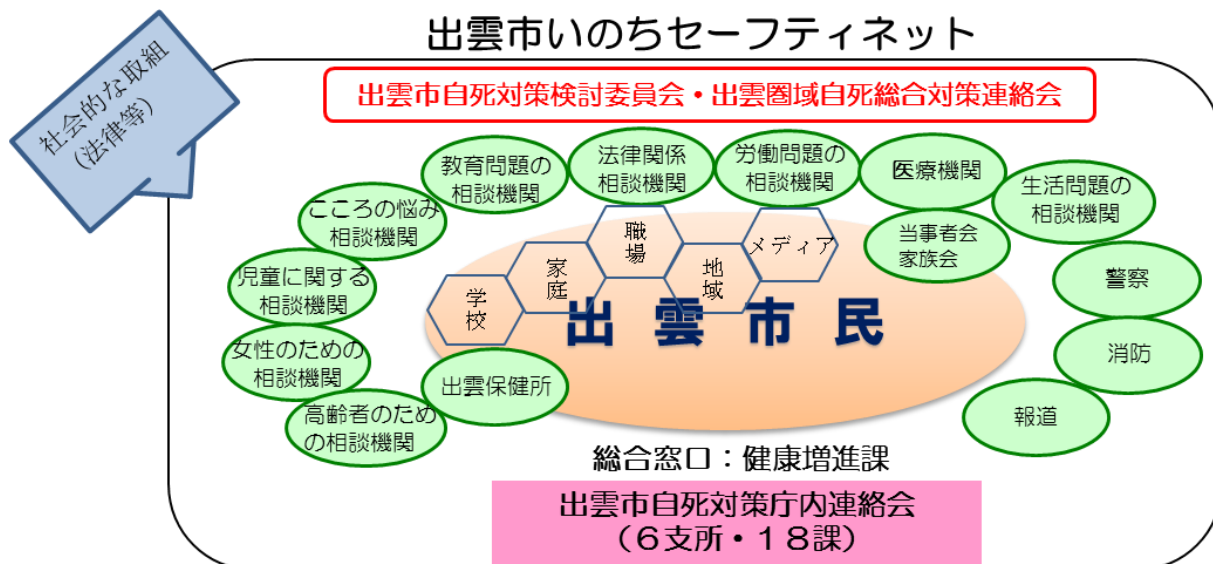 出雲市いのちセーフティネット
社会的な取組
(法律等)
出雲市自死対策検討委員会・出雲圏域自死総合対策連絡会
教育問題の
相談機関
法律関係
相談機関
労働問題の
相談機関
医療機関
生活問題の
相談機関
こころの悩み
相談機関
当事者会
家族会
児童に関する
相談機関
警察
女性のための
相談機関
消防
高齢者のため
の相談機関
出雲保健所
報道
学校
家庭
職場
地域
メディア
出雲市民
総合窓口：健康増進課
出雲市自死対策庁内連絡会
（６支所・１８課）